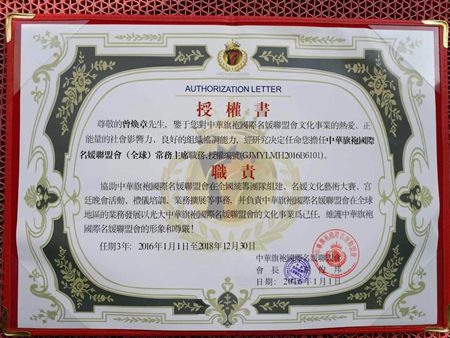 AUTHORIZATION LETTER
授權書
尊敬的曾煥章先生，鑒于您對中華旗袍國際名媛聯盟會文化事業的熱愛、正
能量的社會影響力、良好的組織協調能力，經研究決定任命您擔任中華旗袍國際
名媛聯盟會（全球）常務主席職務，授權編號(GJMYLMH2016B6101)。
職責
協助中華旗袍國際名媛聯盟會在全國統籌團隊組建、名媛文化藝術大賽、宮
廷晚會活動、禮儀培訓、業務擴展等事務，并負責中華旗袍國際名媛聯盟會在全球
地區的業務發展以光大中華旗袍國際名媛聯盟會的文化事業爲己任，維護中華旗袍
國際名媛聯盟會的形象和尊嚴！
任期3年：2016年1月1日至2018年12月30日
中華旗袍國際名媛聯盟會
會長
日期：2016年1月1日